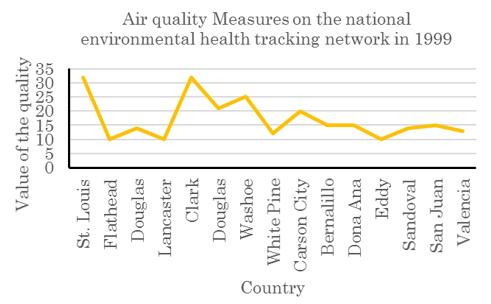 Air quality Measures on the national
environmental health tracking network in 1999
Value of the quality
35
30
25
20
15
10
5
0
St. Louis
Flathead
Douglas
Lancaster
Clark
Douglas
Washoe
White Pine
Carson City
Bernalillo
Dona Ana
Eddy
Sandoval
San Juan
Valencia
Country